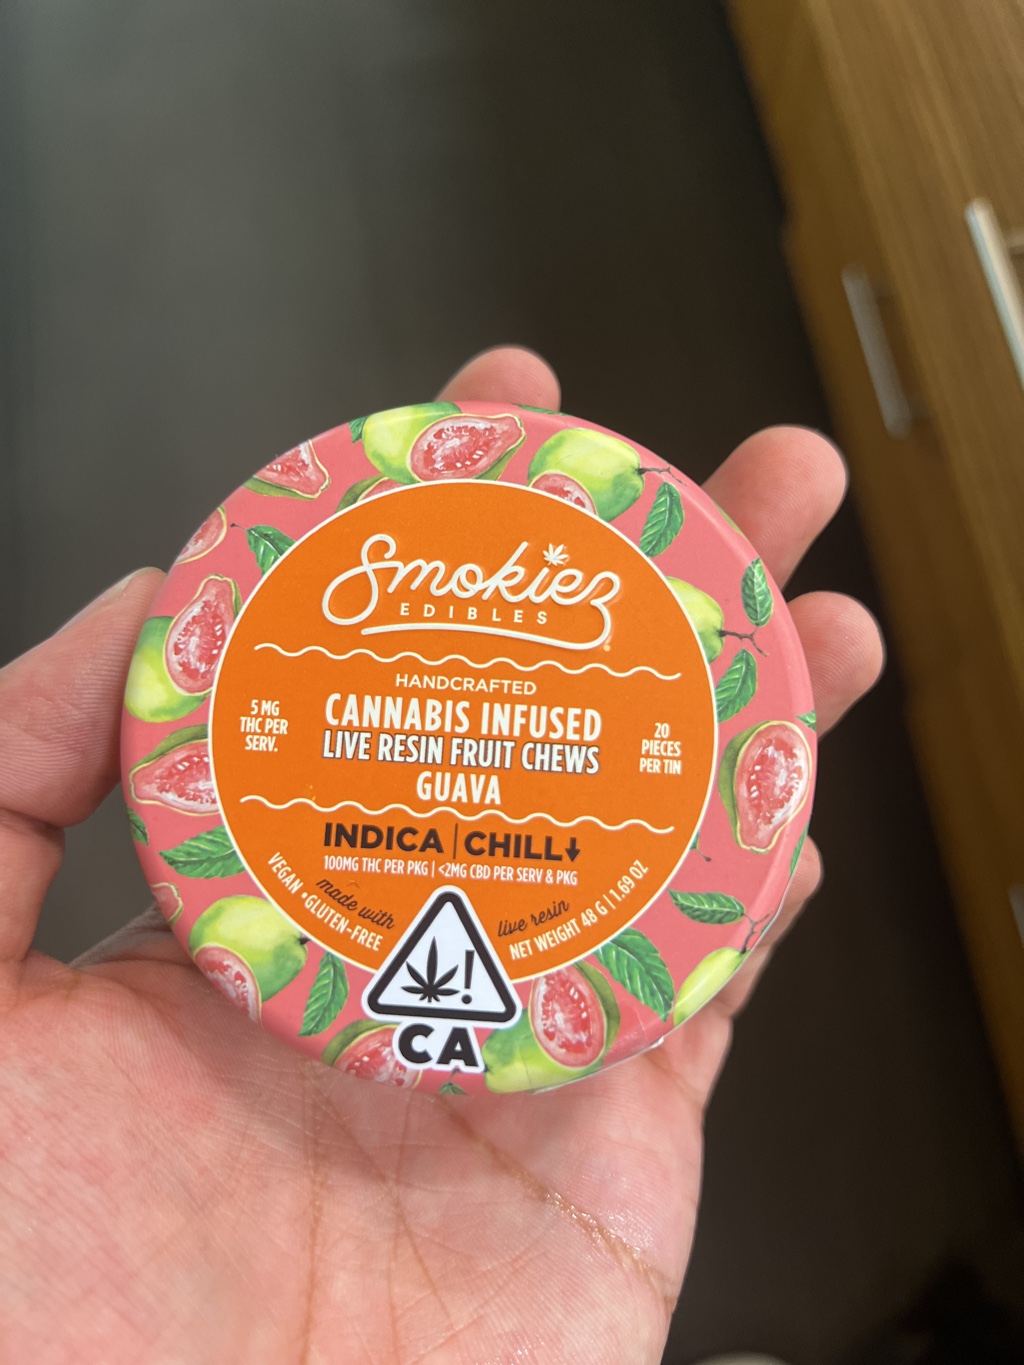 Smokiez
EDIBLES
HANDCRAFTED
CANNABIS INFUSED
LIVE RESIN FRUIT CHEWS
GUAVA
5 MG
THC PER
SERV.
20
PIECES
PER TIN
INDICA | CHILL↓
100MG THC PER PKG | <2MG CBD PER SERV & PKG
made with
live resin
VEGAN • GLUTEN-FREE
NET WEIGHT 48 G | 1.69 OZ
!
CA